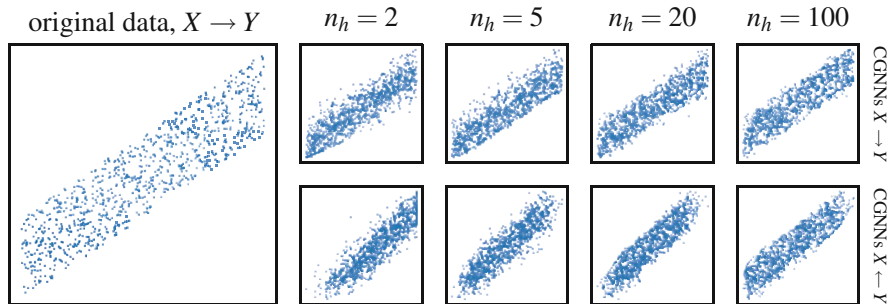 original data, X → Y
n_h = 2
n_h = 5
n_h = 20
n_h = 100
CGNNs X → Y
CGNNs X ← Y